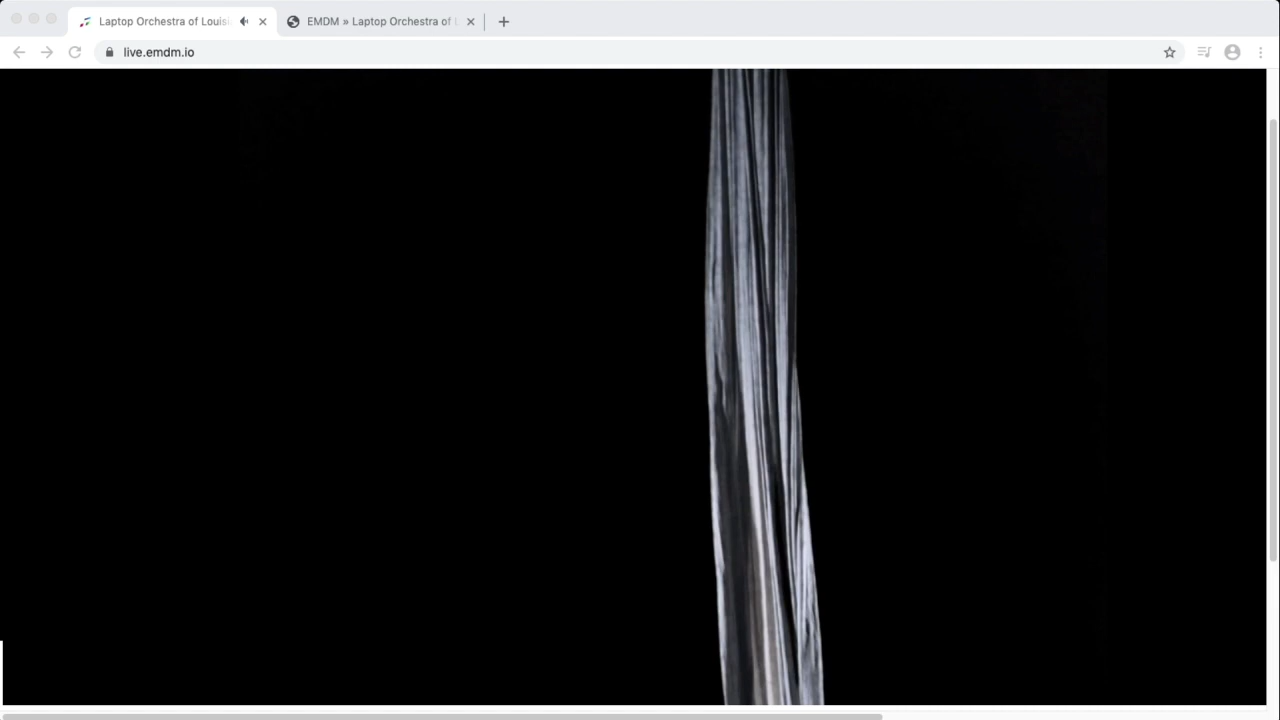 Laptop Orchestra of Louisi
EMDM » Laptop Orchestra of L
live.emdm.io